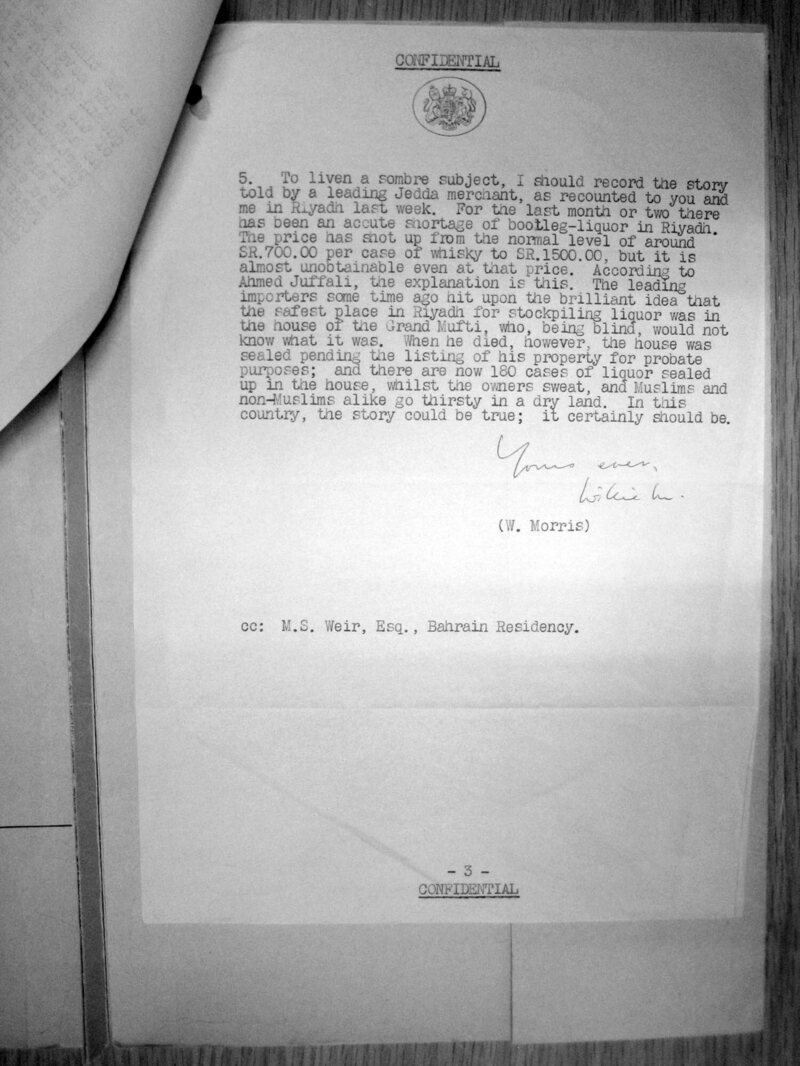 CONFIDENTIAL
5. To liven a sombre subject, I should record the story
told by a leading Jedda merchant, as recounted to you and
me in Riyadh last week. For the last month or two there
has been an accute shortage of bootleg-liquor in Riyadh.
The price has shot up from the normal level of around
SR.700.00 per case of whisky to SR.1500.00, but it is
almost unobtainable even at that price. According to
Ahmed Juffali, the explanation is this. The leading
importers some time ago hit upon the brilliant idea that
the safest place in Riyadh for stockpiling liquor was in
the house of the Grand Mufti, who, being blind, would not
know what it was. When he died, however, the house was
sealed pending the listing of his property for probate
purposes; and there are now 180 cases of liquor sealed
up in the house, whilst the owners sweat, and Muslims and
non-Muslims alike go thirsty in a dry land. In this
country, the story could be true; it certainly should be.
Yours ever,
Willie M.
(W. Morris)
cc: M.S. Weir, Esq., Bahrain Residency.
- 3 -
CONFIDENTIAL